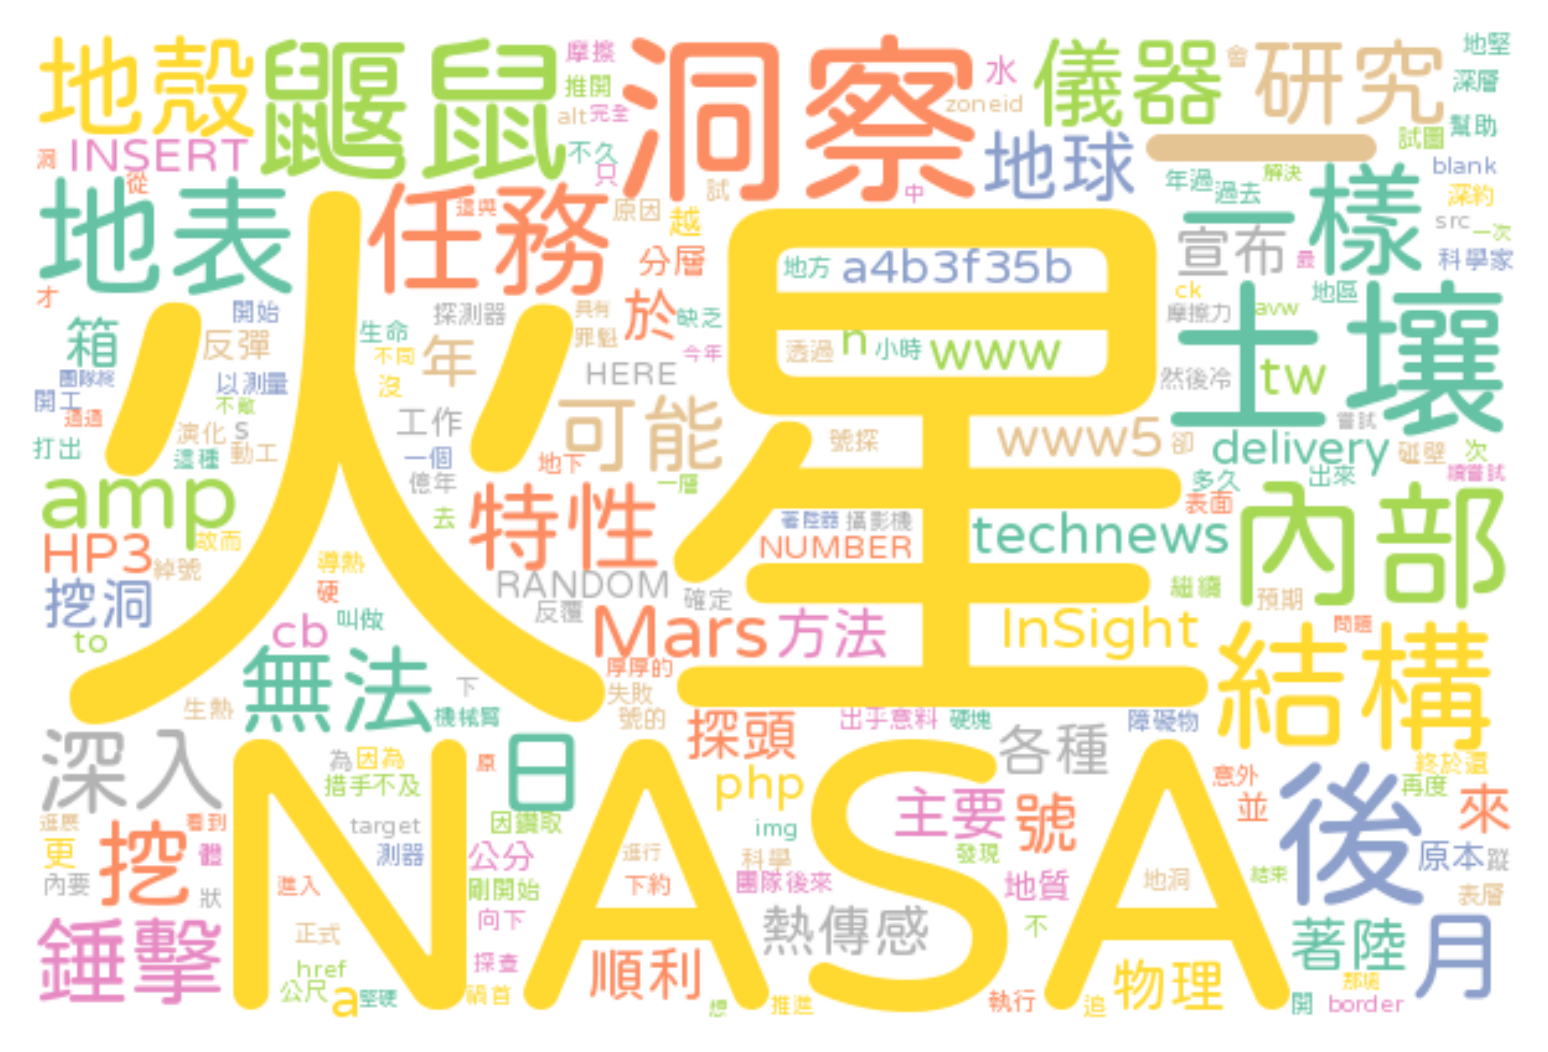 地殼
鼴鼠
摩擦
推開
alt
完全
洞察
水
zoneid
儀器
會
研究
地堅
深層
幫助
試圖
洞
INSERT
從
不久
只
試
中
地球
一
blank
年過
過去
解決
深約
地表
任務
這與
原因
越
分層
宣布
最
樣
src
一次
科學家
才
火星
地方
a4b3f35b
ck
地區
avw
摩擦力
開始
生命
探測器
具有
罪魁
於
缺乏
今年
箱
反彈
不同
年
HERE
透過
n
小時
www
然後冷
tw
土壤
團隊終
以測量
沒
開工
通過
不敵
演化
s
動工
這種
打出
工作
一個
億年
可能
地下
一層
號探
www5
卻
嘗試
delivery
磁壁
次
多久
出來
續嘗試
表面
amp
去
特性
著陸器
攝影機
NUMBER
technews
內部
HP3
故而
綽號
導熱
硬
RANDOM
反覆
確定
繼續
預期
挖洞
to
cb
叫做
Mars
方法
InSight
問題
結構
無法
厚厚的
失敗
生熱
下
機械臂
號的
探頭
出乎意料
硬塊
各種
障礙物
深入
為
因為
措手不及
原
日
php
意外
終於還
再度
NASA
進展
看到
target
因鑽取
img
主要
號
並
後
來
更
挖
體
測器
公分
進行
科學
發現
原本
蹤
內要
狀
進入
剛開始
下約
團隊後來
地質
地洞
結束
表層
錘擊
正式
向下
熱傳感
不
著陸
月
href
探查
順利
物理
那塊
公尺
a
堅硬
禍首
想
推進
執行
追
開
border